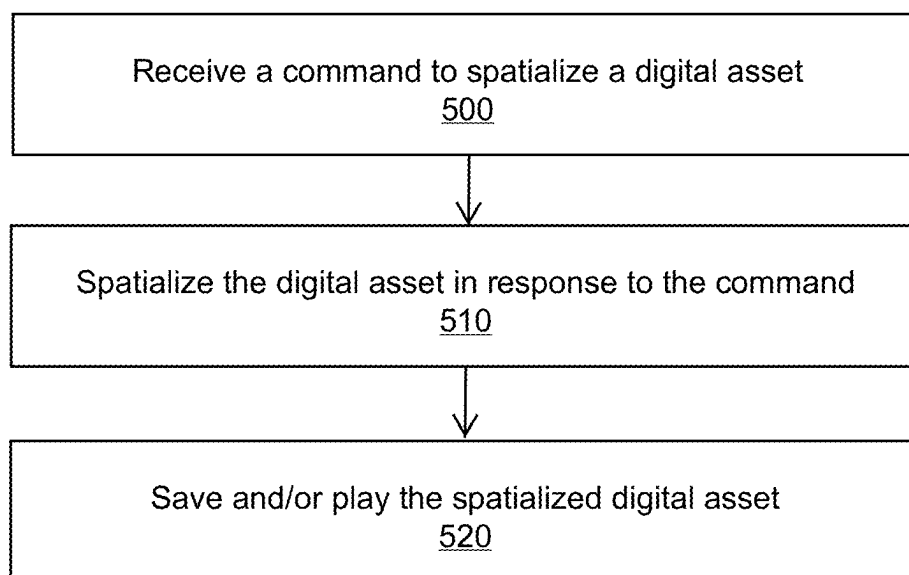 Receive a command to spatialize a digital asset
500
Spatialize the digital asset in response to the command
510
Save and/or play the spatialized digital asset
520